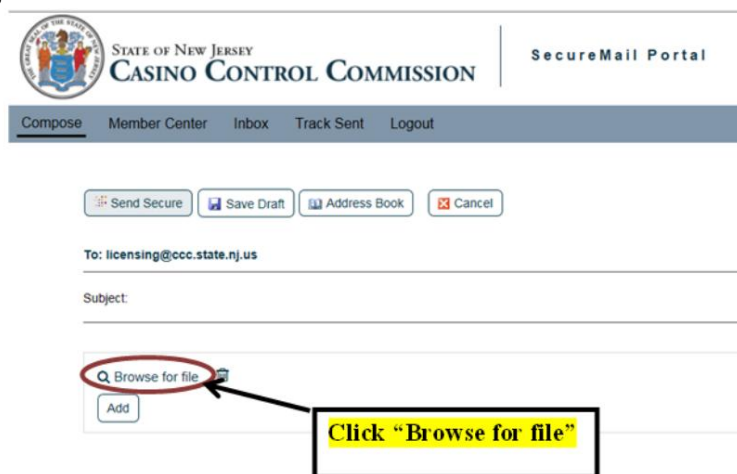 STATE OF NEW JERSEY
CASINO CONTROL COMMISSION
SecureMail Portal
Compose Member Center Inbox Track Sent Logout
Send Secure Save Draft Address Book Cancel
To: licensing@ccc.state.nj.us
Subject:
Browse for file
Add
Click “Browse for file”